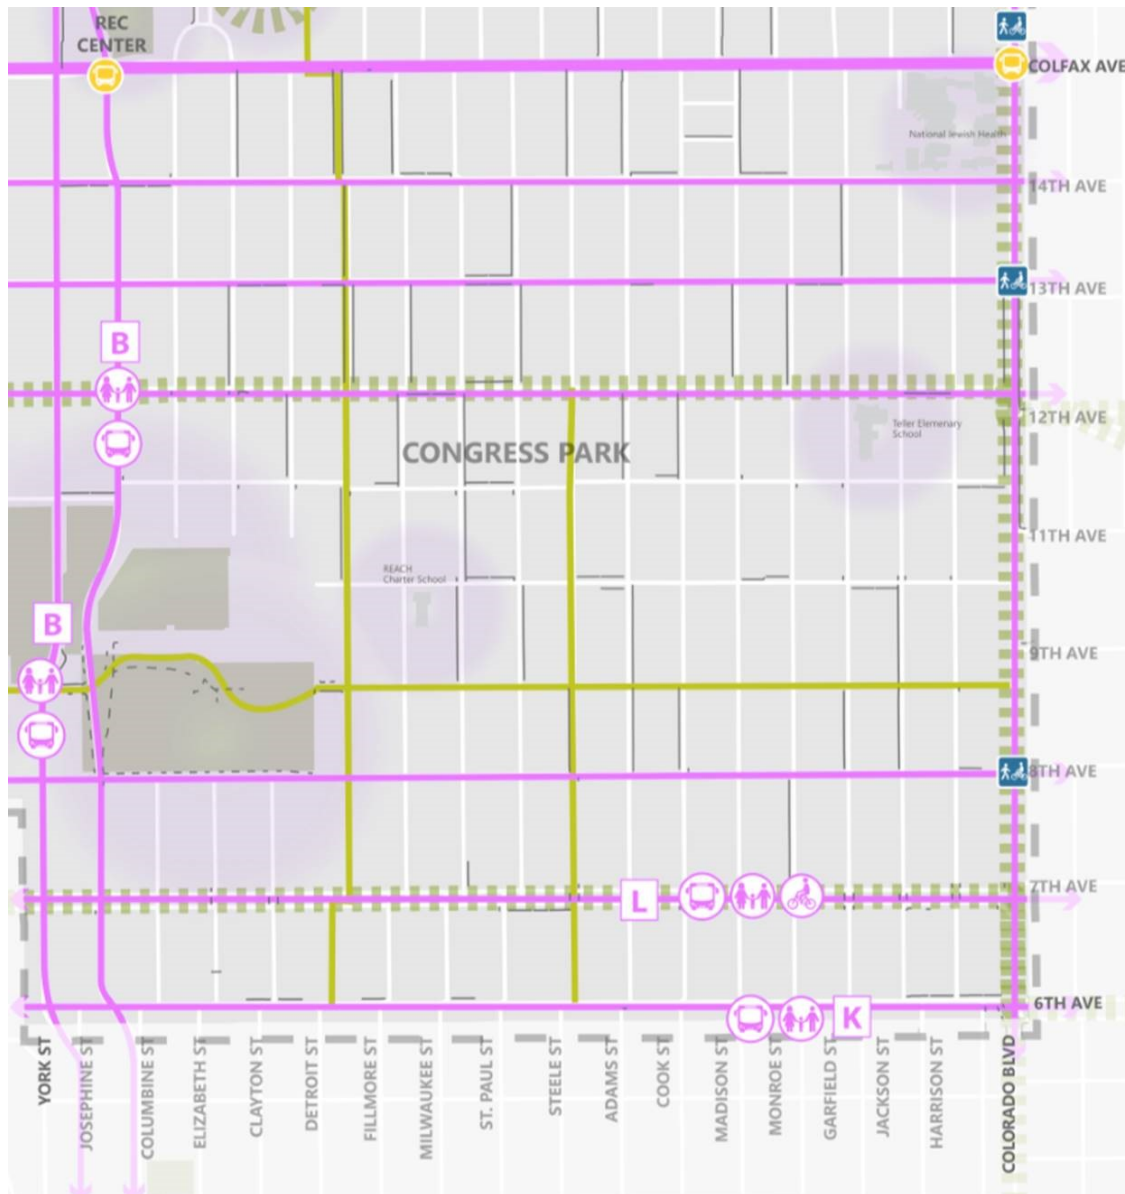 REC
CENTER
COLFAX AVE
National Jewish Health
14TH AVE
13TH AVE
B
12TH AVE
Teller Elemenary
School
CONGRESS PARK
11TH AVE
REACH
Charter School
B
9TH AVE
8TH AVE
7TH AVE
L
6TH AVE
K
YORK ST
JOSEPHINE ST
COLUMBINE ST
ELIZABETH ST
CLAYTON ST
DETROIT ST
FILLMORE ST
MILWAUKEE ST
ST. PAUL ST
STEELE ST
ADAMS ST
COOK ST
MADISON ST
MONROE ST
GARFIELD ST
JACKSON ST
HARRISON ST
COLORADO BLVD